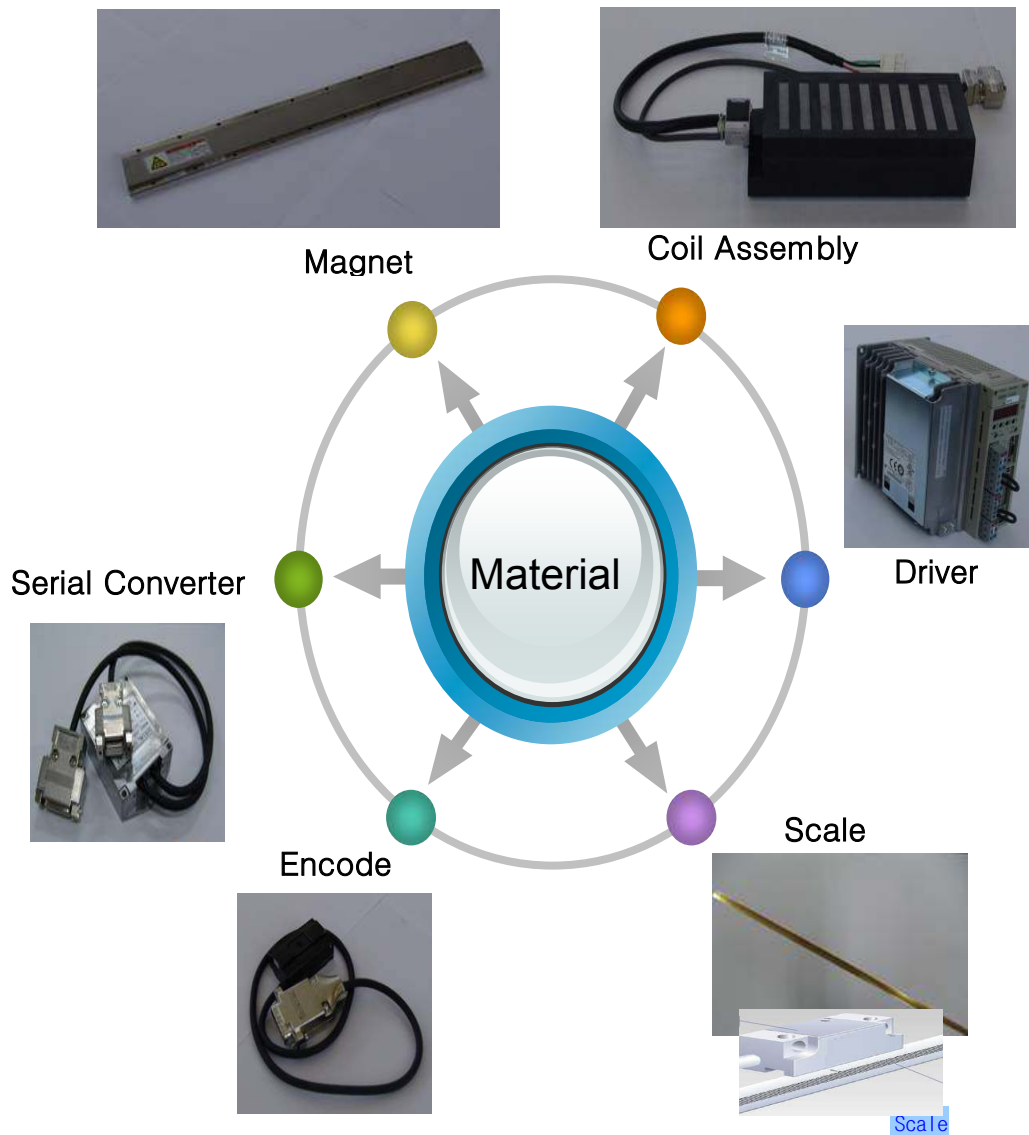 Magnet
Coil Assembly
Material
Driver
Serial Converter
Scale
Encode
Scale